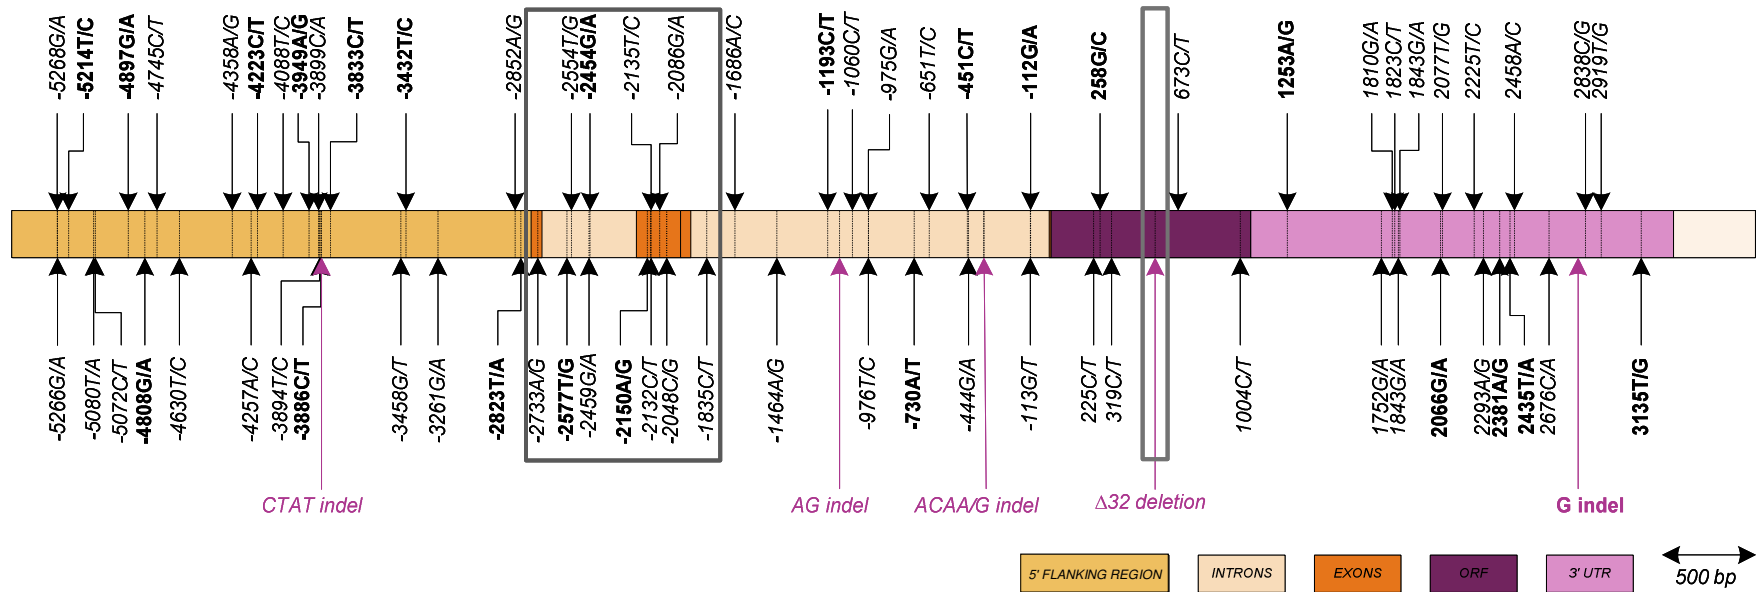 -5268G/A
-5214T/C
-4897G/A
-4745C/T
-4358A/G
-4223C/T
-4088T/C
-3949A/G
-3899C/A
-3833C/T
-3432T/C
-2852A/G
-2554T/G
-2454G/A
-2135T/C
-2086G/A
-1686A/C
-1193C/T
-1060C/T
-975G/A
-651T/C
-451C/T
-112G/A
258G/C
673C/T
1253A/G
1810G/A
1823C/T
1843G/A
2077T/G
2225T/C
2458A/C
2838C/G
2919T/G
-5266G/A
-5080T/A
-5072C/T
-4808G/A
-4630T/C
-4257A/C
-3894T/C
-3886C/T
-3458G/T
-3261G/A
-2823T/A
-2733A/G
-2577T/G
-2459G/A
-2150A/G
-2132C/T
-2048C/G
-1835C/T
-1464A/G
-976T/C
-730A/T
-444G/A
-113G/T
225C/T
319C/T
1004C/T
1752G/A
1843G/A
2066G/A
2293A/G
2381A/G
2435T/A
2676C/A
3135T/G
CTAT indel
AG indel
ACAA/G indel
Δ32 deletion
G indel
5' FLANKING REGION
INTRONS
EXONS
ORF
3' UTR
500 bp